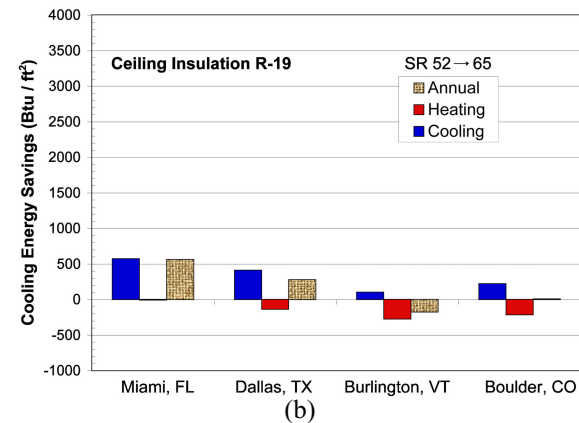 4000
3500
3000
2500
2000
1500
1000
500
0
-500
-1000
Cooling Energy Savings (Btu / ft²)
Ceiling Insulation R-19
SR 52→65
Annual
Heating
Cooling
Miami, FL
Dallas, TX
Burlington, VT
Boulder, CO
(b)